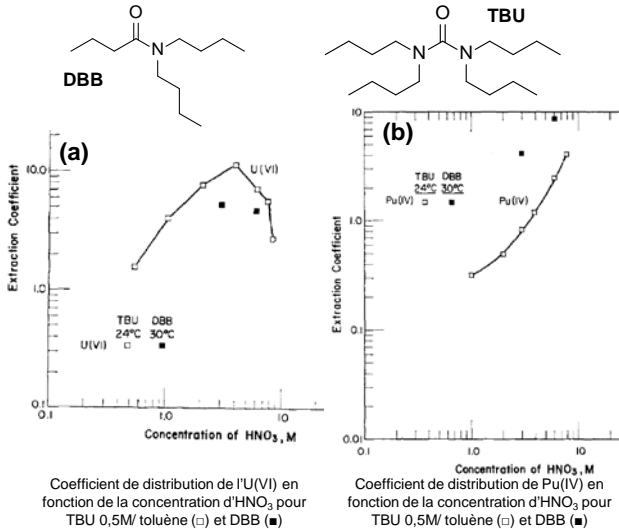 DBB
O
N
TBU
O
N
N
(a)
U(VI)
10.0
1.0
0.1
Extraction Coefficient
TBU DBB
24°C 30°C
U(VI) □ ■
0.1 1.0 10.0
Concentration of HNO₃, M
Coefficient de distribution de l'U(VI) en
fonction de la concentration d'HNO₃ pour
TBU 0,5M/ toluène (□) et DBB (■)
(b)
10
1.0
0.1
0.01
Extraction Coefficient
TBU DBB
24°C 30°C
Pu(IV) □ ■
Pu(IV)
0.1 1.0 10.0
Concentration of HNO₃, M
Coefficient de distribution de Pu(IV) en
fonction de la concentration d'HNO₃ pour
TBU 0,5M/ toluène (□) et DBB (■)